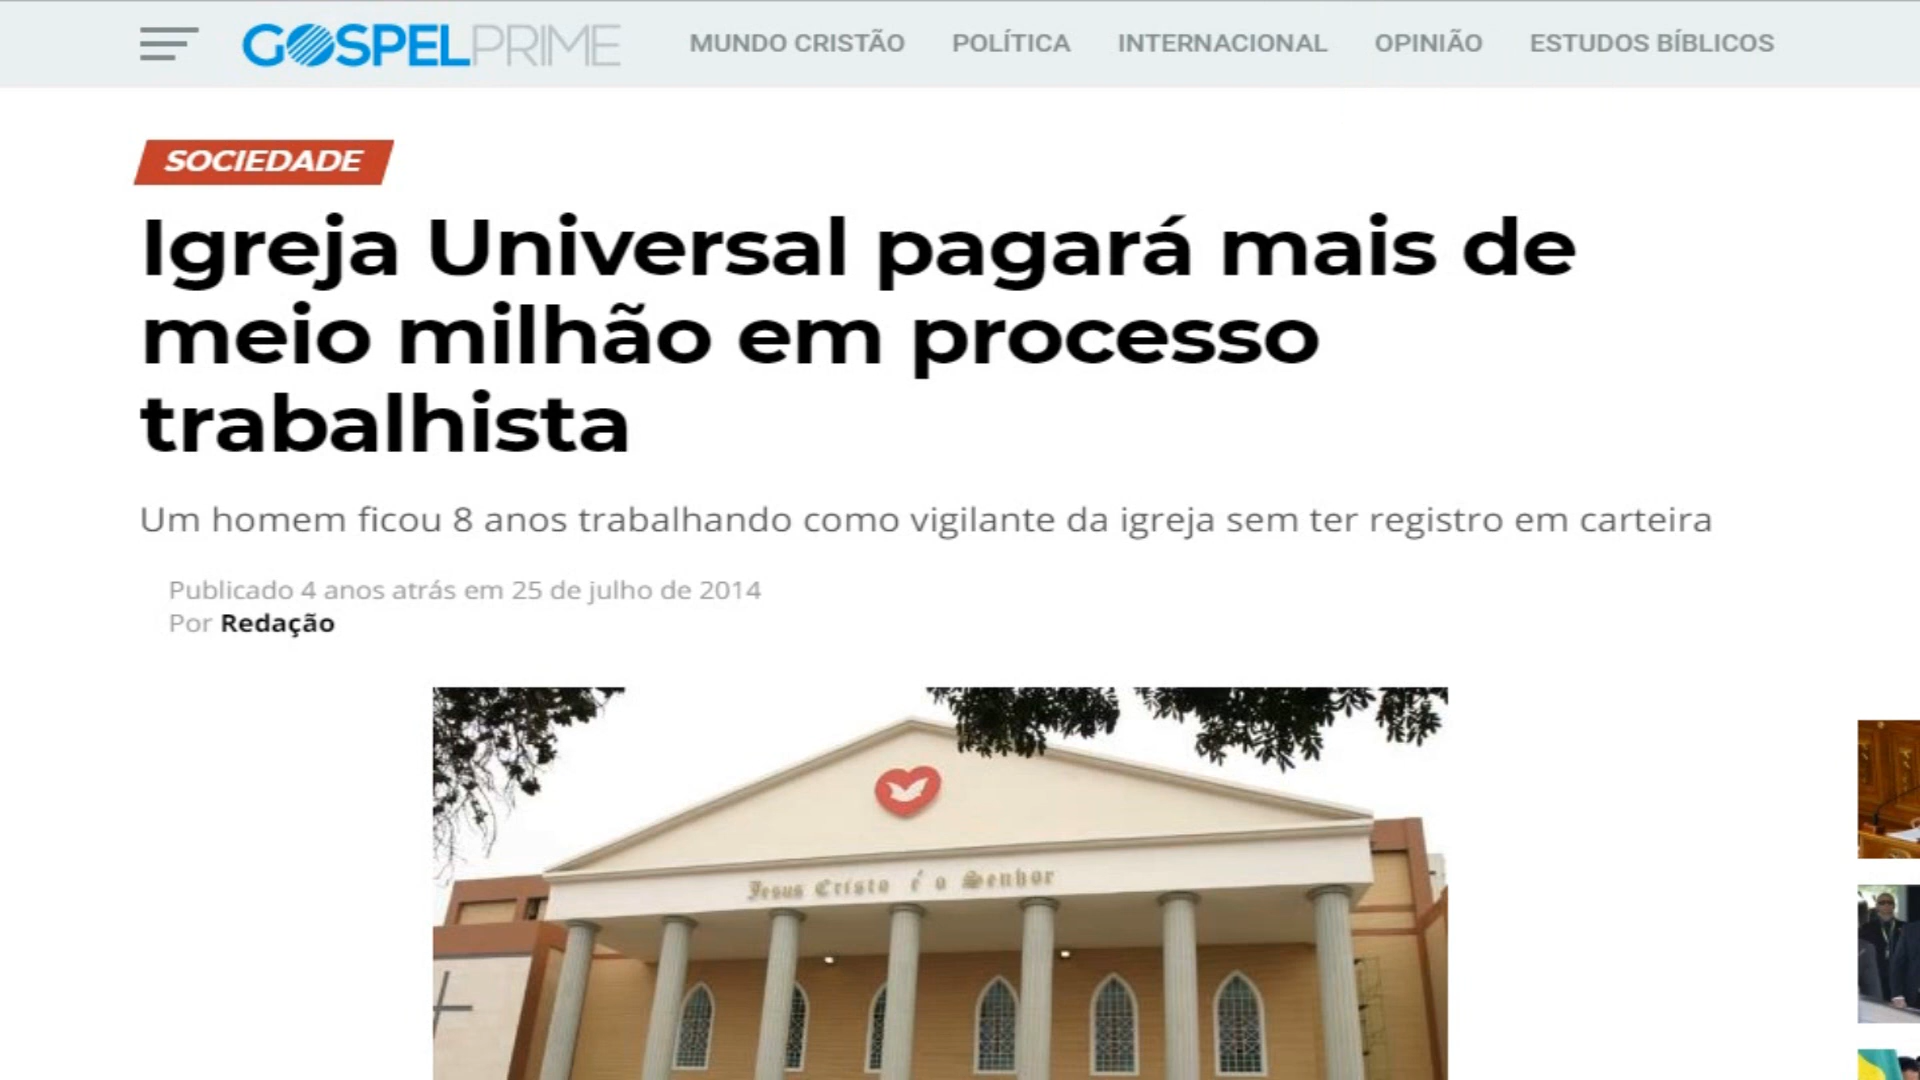 GOSPELPRIME MUNDO CRISTÃO POLÍTICA INTERNACIONAL OPINIÃO ESTUDOS BÍBLICOS
SOCIEDADE
Igreja Universal pagará mais de
meio milhão em processo
trabalhista
Um homem ficou 8 anos trabalhando como vigilante da igreja sem ter registro em carteira
Publicado 4 anos atrás em 25 de julho de 2014
Por Redação
Jesus Cristo é o Senhor